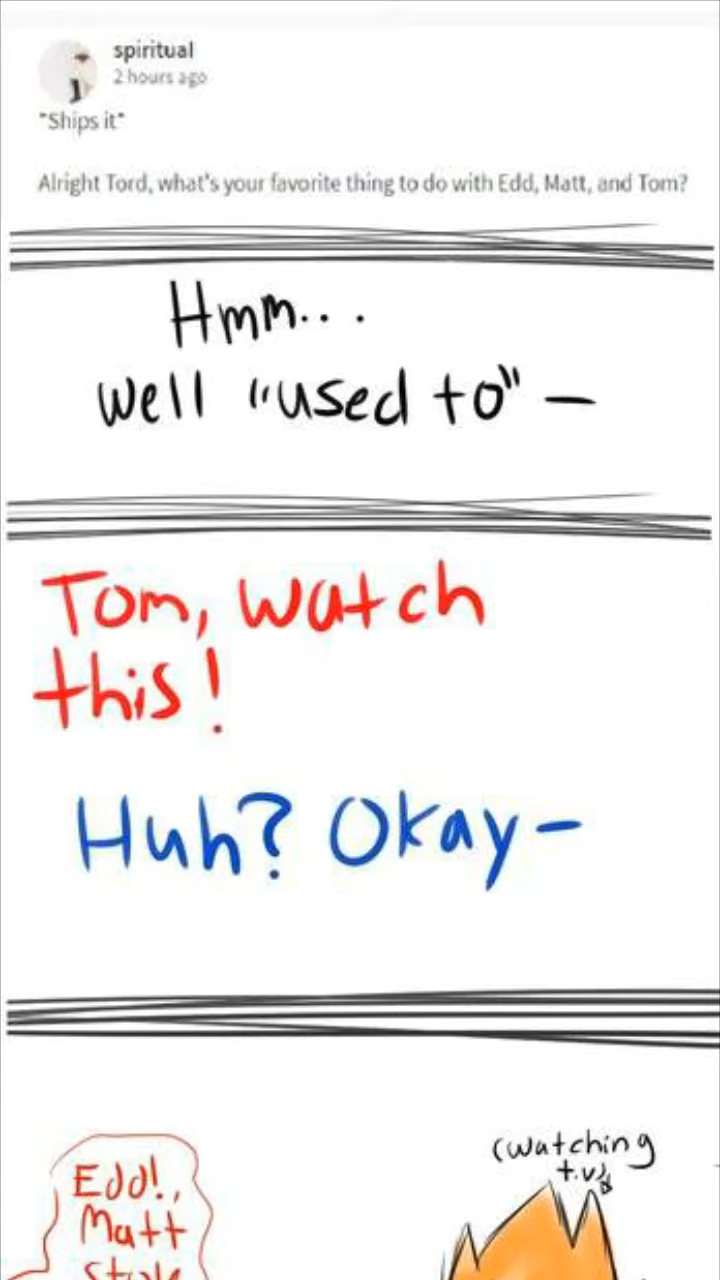 spiritual
2 hours ago
*Ships it*
Alright Tord, what's your favorite thing to do with Edd, Matt, and Tom?
Hmm...
well "used to" –
Tom, watch
this!
Huh? Okay–
(watching
t.v)
Edd!,
Matt
stole